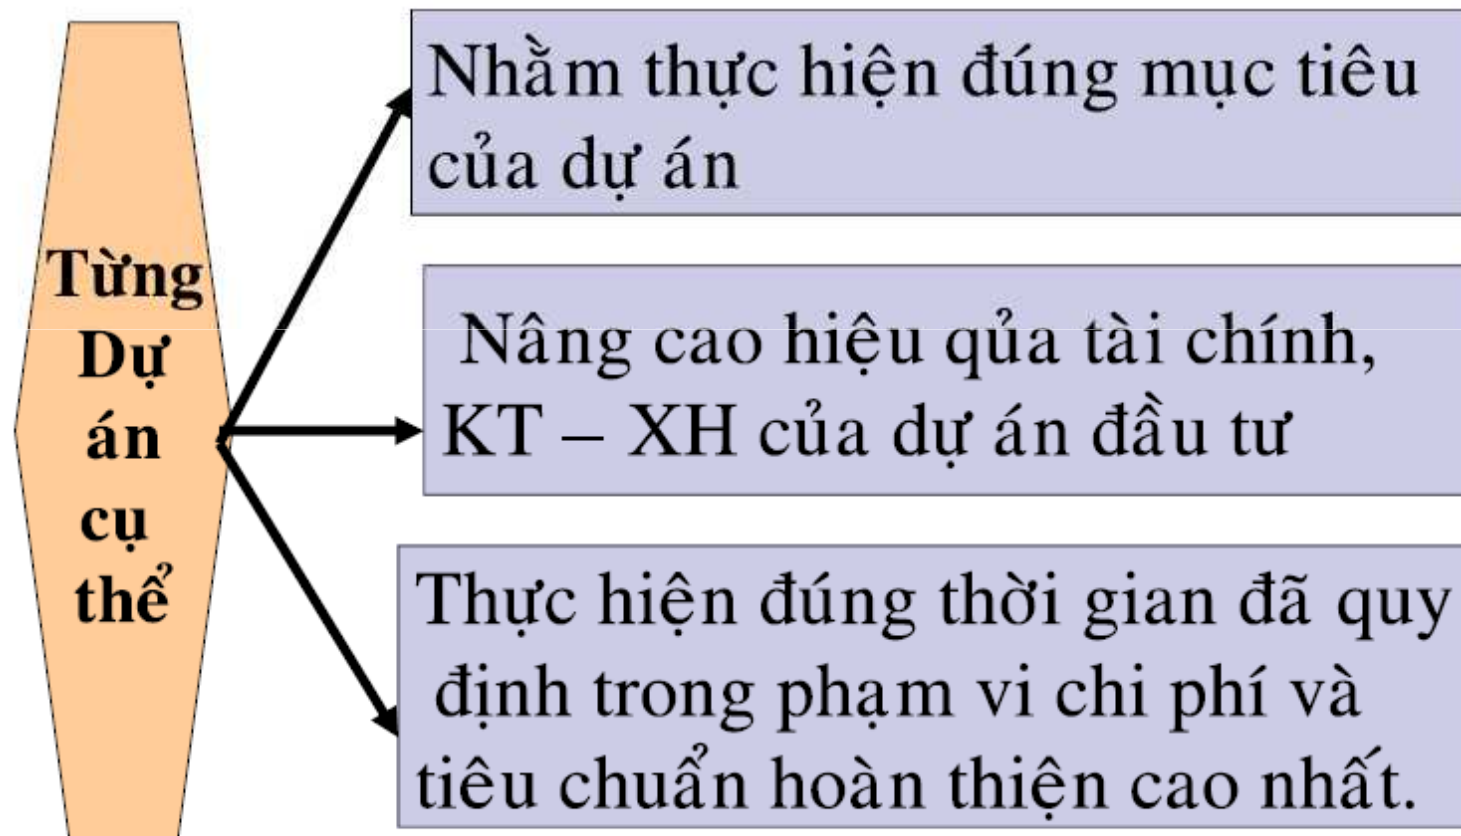 Từng
Dự
án
cụ
thể
Nhằm thực hiện đúng mục tiêu
của dự án
Nâng cao hiệu qủa tài chính,
KT – XH của dự án đầu tư
Thực hiện đúng thời gian đã quy
định trong phạm vi chi phí và
tiêu chuẩn hoàn thiện cao nhất.